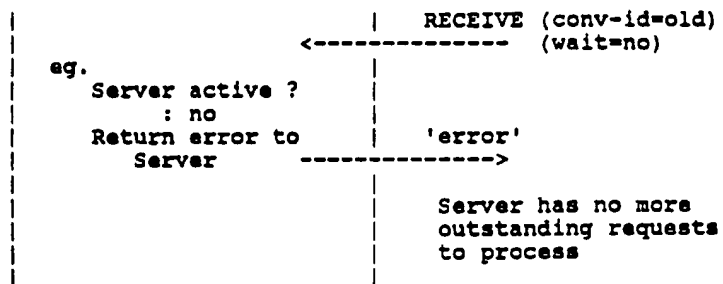 RECEIVE (conv-id=old)
<--------------- (wait=no)
eg.
Server active ?
: no
Return error to 'error'
Server -------------->
Server has no more
outstanding requests
to process